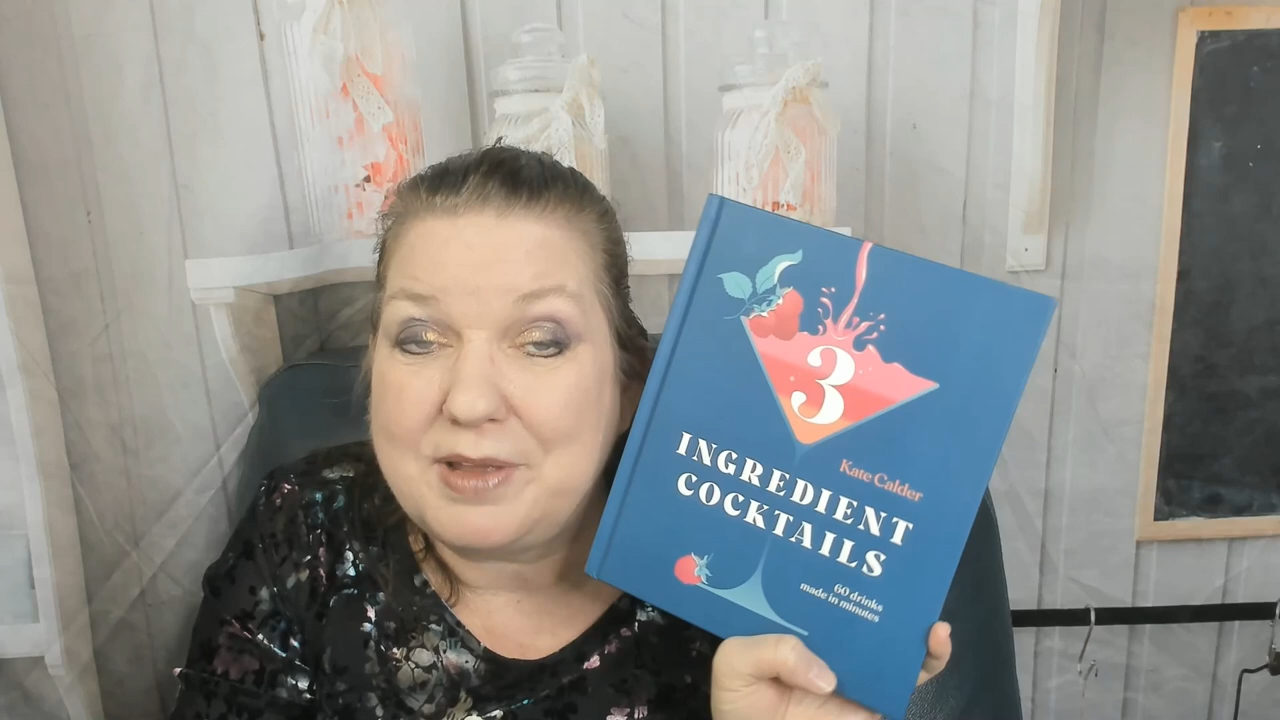 3
INGREDIENT
COCKTAILS
Kate Calder
60 drinks
made in minutes